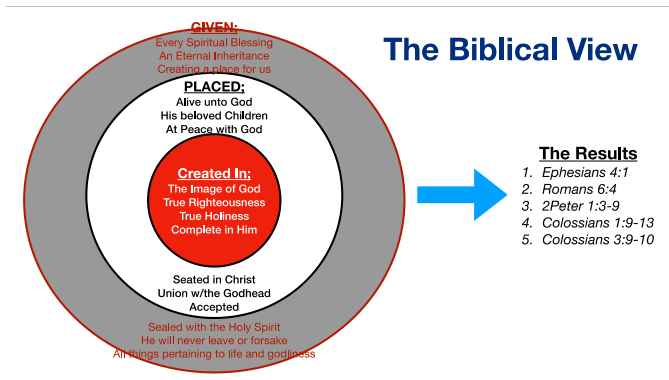 The Biblical View
GIVEN;
Every Spiritual Blessing
An Eternal Inheritance
Creating a place for us
PLACED;
Alive unto God
His beloved Children
At Peace with God
Created In;
The Image of God
True Righteousness
True Holiness
Complete in Him
Seated in Christ
Union w/the Godhead
Accepted
Sealed with the Holy Spirit
He will never leave or forsake
All things pertaining to life and godliness
The Results
1. Ephesians 4:1
2. Romans 6:4
3. 2Peter 1:3-9
4. Colossians 1:9-13
5. Colossians 3:9-10